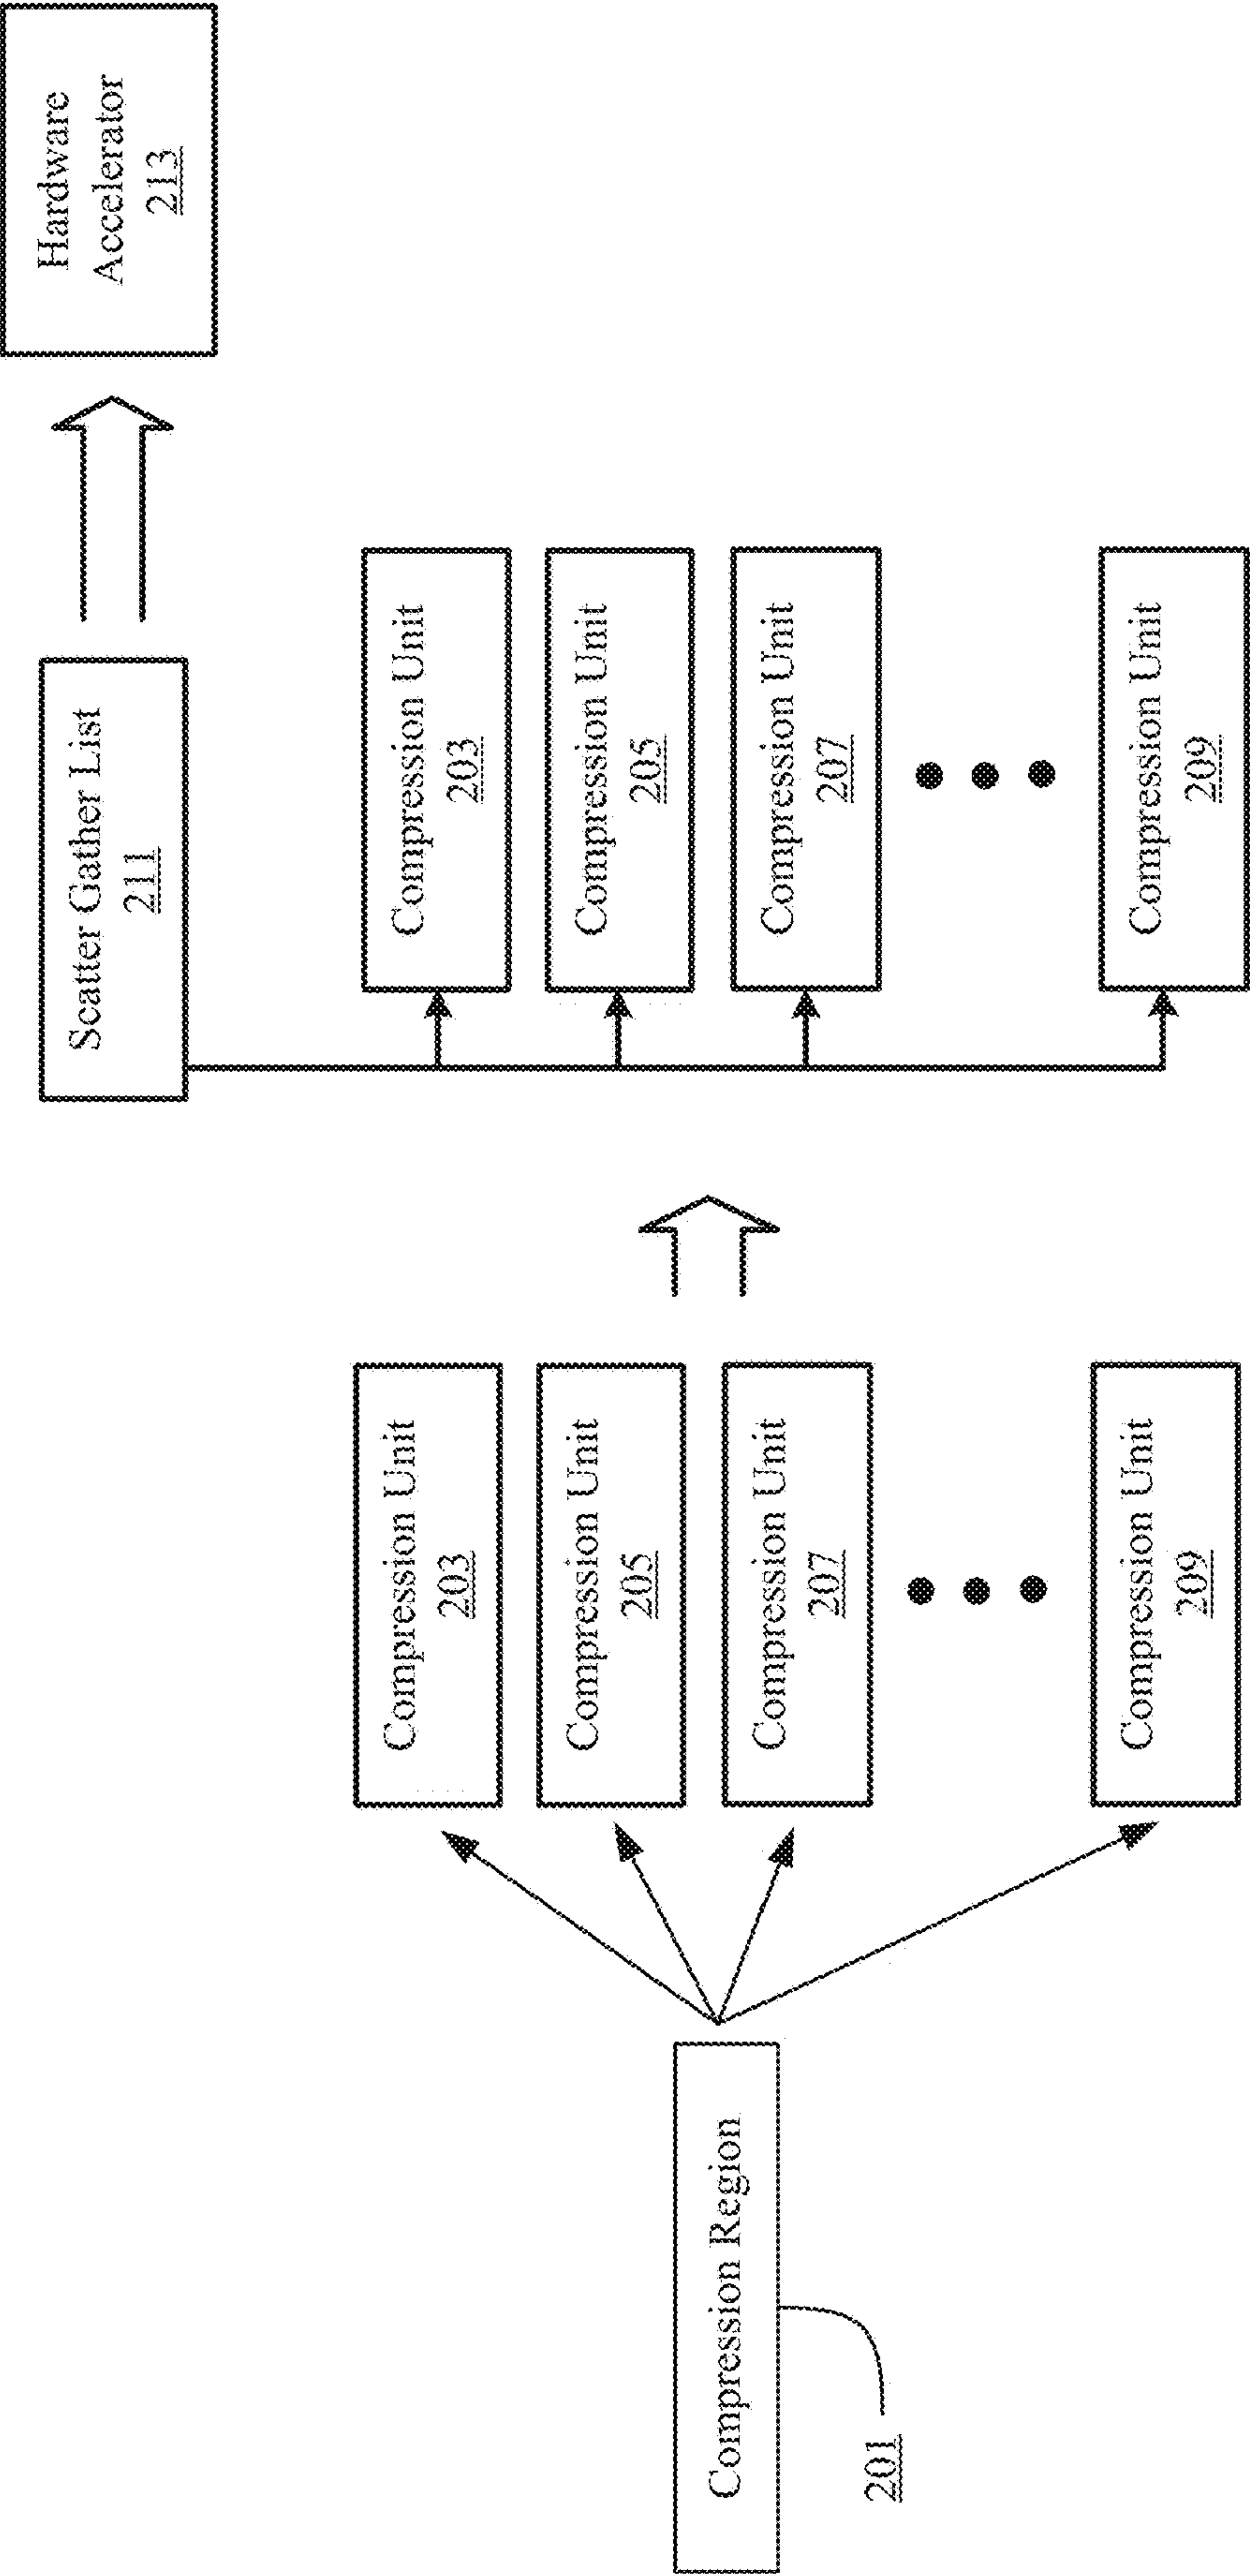 Compression Region
201
Compression Unit
203
Compression Unit
205
Compression Unit
207
Compression Unit
209
Scatter Gather List
211
Compression Unit
203
Compression Unit
205
Compression Unit
207
Compression Unit
209
Hardware
Accelerator
213